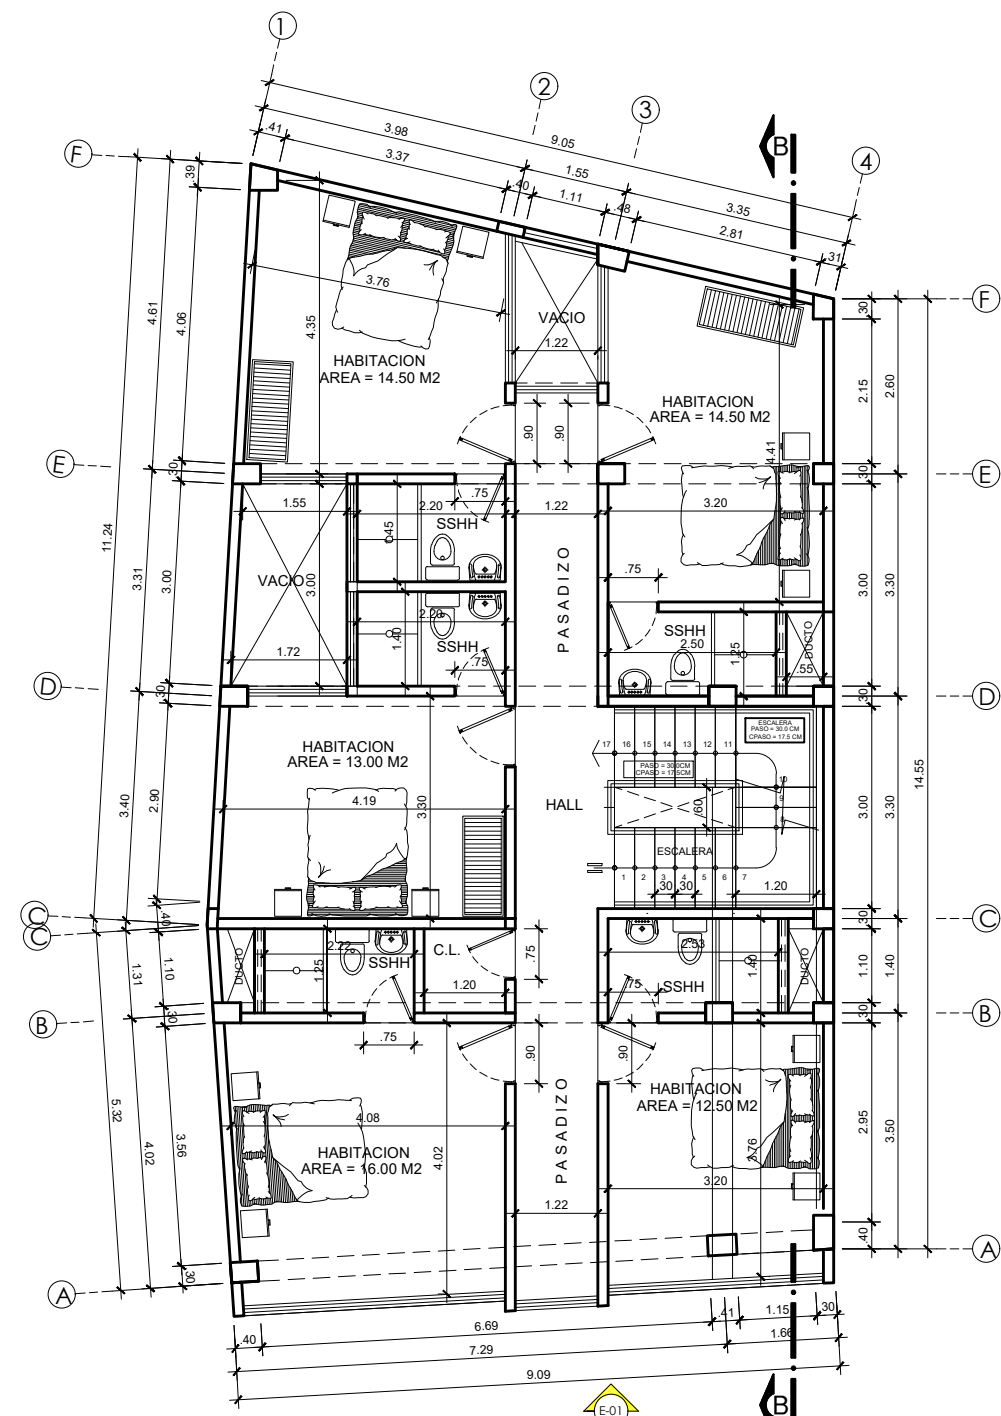 1
2
3
4
B
F
.41
3.98
9.05
3.37
.40
1.55
1.11
.48
3.35
2.81
.31
.39
4.61
4.06
4.35
3.76
HABITACION
AREA = 14.50 M2
VACIO
1.22
HABITACION
AREA = 14.50 M2
.90
.90
4.41
F
.30
2.15
2.60
E
.30
1.55
2.20
.75
1.22
3.20
E
.30
SSHH
11.24
3.31
3.00
VACIO
3.00
PASADIZO
.75
3.00
3.30
2.20
1.40
SSHH
.75
1.72
SSHH
2.50
1.25
DUCTO
.55
D
.30
D
.30
HABITACION
AREA = 13.00 M2
4.19
3.30
3.40
2.90
HALL
ESCALERA
PASO = 30.0 CM
CPASO = 17.5 CM
17 16 15 14 13 12 11
PASO = 30.0CM
CPASO = 17.5CM
10
9
8
.60
ESCALERA
1 2 3 4 5 6 7
.30 .30
1.20
3.00
3.30
14.55
C
C
.40
C
.30
DUCTO
2.22
1.25
SSHH
C.L.
1.20
.75
2.53
1.40
.75
SSHH
DUCTO
1.10
1.40
1.31
1.10
B
.30
B
.30
.75
.90
.90
5.32
4.02
3.56
4.08
HABITACION
AREA = 16.00 M2
4.02
PASADIZO
1.22
HABITACION
AREA = 12.50 M2
3.76
3.20
2.95
3.50
A
.30
A
.40
.40
6.69
.41
1.15
.30
7.29
1.66
9.09
E-01
B